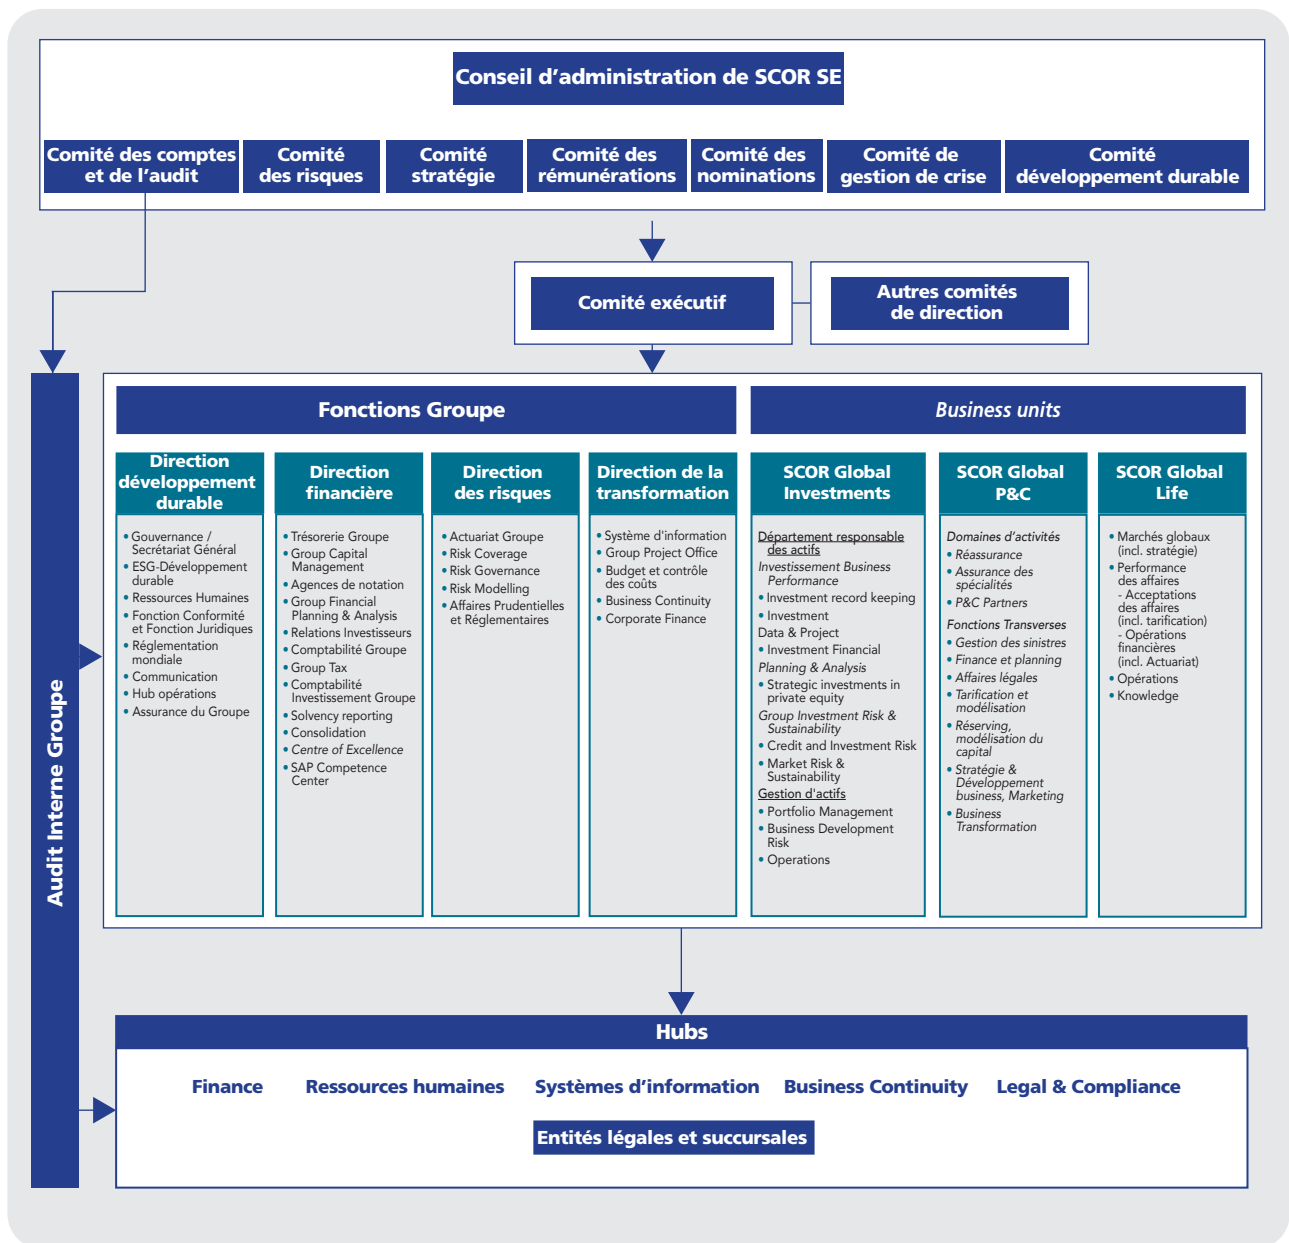 Conseil d'administration de SCOR SE
Comité des comptes
et de l'audit
Comité
des risques
Comité
stratégie
Comité des
rémunérations
Comité des
nominations
Comité de
gestion de crise
Comité
développement durable
Comité exécutif
Autres comités
de direction
Audit Interne Groupe
Fonctions Groupe
Business units
Direction
développement
durable
• Gouvernance /
Secrétariat Général
• ESG-Développement
durable
• Ressources Humaines
• Fonction Conformité
et Fonction Juridiques
• Réglementation
mondiale
• Communication
• Hub opérations
• Assurance du Groupe
Direction
financière
• Trésorerie Groupe
• Group Capital
Management
• Agences de notation
• Group Financial
Planning & Analysis
• Relations Investisseurs
• Comptabilité Groupe
• Group Tax
• Comptabilité
Investissement Groupe
• Solvency reporting
• Consolidation
• Centre of Excellence
• SAP Competence
Center
Direction
des risques
• Actuariat Groupe
• Risk Coverage
• Risk Governance
• Risk Modelling
• Affaires Prudentielles
et Réglementaires
Direction de la
transformation
• Système d'information
• Group Project Office
• Budget et contrôle
des coûts
• Business Continuity
• Corporate Finance
SCOR Global
Investments
Département responsable
des actifs
Investissement Business
Performance
• Investment record keeping
• Investment
Data & Project
• Investment Financial
Planning & Analysis
• Strategic investments in
private equity
Group Investment Risk &
Sustainability
• Credit and Investment Risk
• Market Risk &
Sustainability
Gestion d'actifs
• Portfolio Management
• Business Development
Risk
• Operations
SCOR Global
P&C
Domaines d'activités
• Réassurance
• Assurance des
spécialités
• P&C Partners
Fonctions Transverses
• Gestion des sinistres
• Finance et planning
• Affaires légales
• Tarification et
modélisation
• Réserving,
modélisation du
capital
• Stratégie &
Développement
business, Marketing
• Business
Transformation
SCOR Global
Life
• Marchés globaux
(incl. stratégie)
• Performance
des affaires
- Acceptations
des affaires
(incl. tarification)
- Opérations
financières
(incl. Actuariat)
• Opérations
• Knowledge
Hubs
Finance
Ressources humaines
Systèmes d'information
Business Continuity
Legal & Compliance
Entités légales et succursales